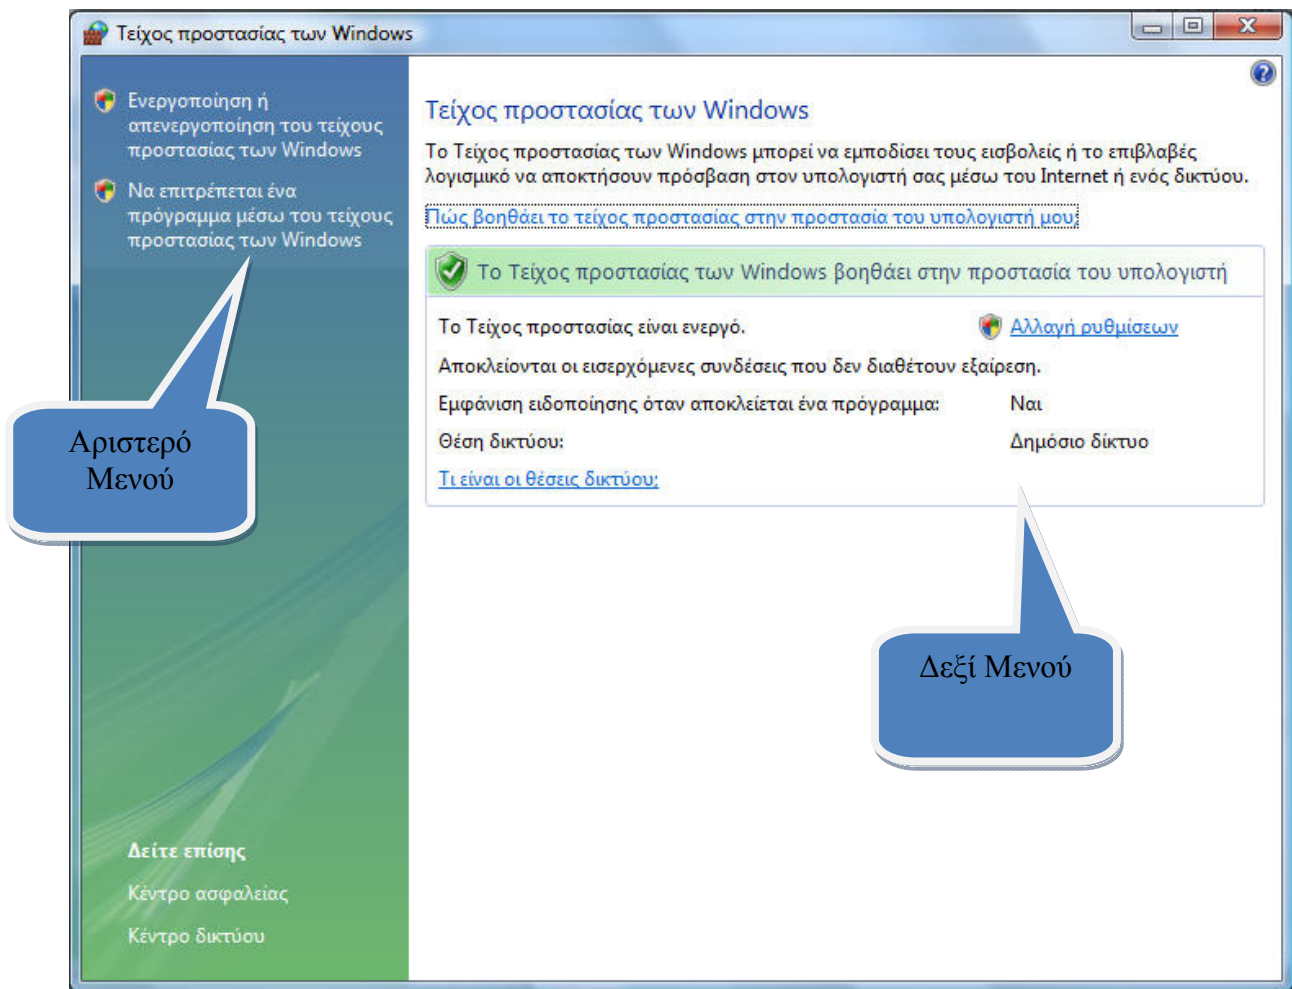 Τείχος προστασίας των Windows
Ενεργοποίηση ή
απενεργοποίηση του τείχους
προστασίας των Windows
Να επιτρέπεται ένα
πρόγραμμα μέσω του τείχους
προστασίας των Windows
Αριστερό
Μενού
Δείτε επίσης
Κέντρο ασφαλείας
Κέντρο δικτύου
Τείχος προστασίας των Windows
Το Τείχος προστασίας των Windows μπορεί να εμποδίσει τους εισβολείς ή το επιβλαβές
λογισμικό να αποκτήσουν πρόσβαση στον υπολογιστή σας μέσω του Internet ή ενός δικτύου.
Πώς βοηθάει το τείχος προστασίας στην προστασία του υπολογιστή μου;
Το Τείχος προστασίας των Windows βοηθάει στην προστασία του υπολογιστή
Το Τείχος προστασίας είναι ενεργό. Αλλαγή ρυθμίσεων
Αποκλείονται οι εισερχόμενες συνδέσεις που δεν διαθέτουν εξαίρεση.
Εμφάνιση ειδοποίησης όταν αποκλείεται ένα πρόγραμμα: Ναι
Θέση δικτύου: Δημόσιο δίκτυο
Τι είναι οι θέσεις δικτύου;
Δεξί Μενού